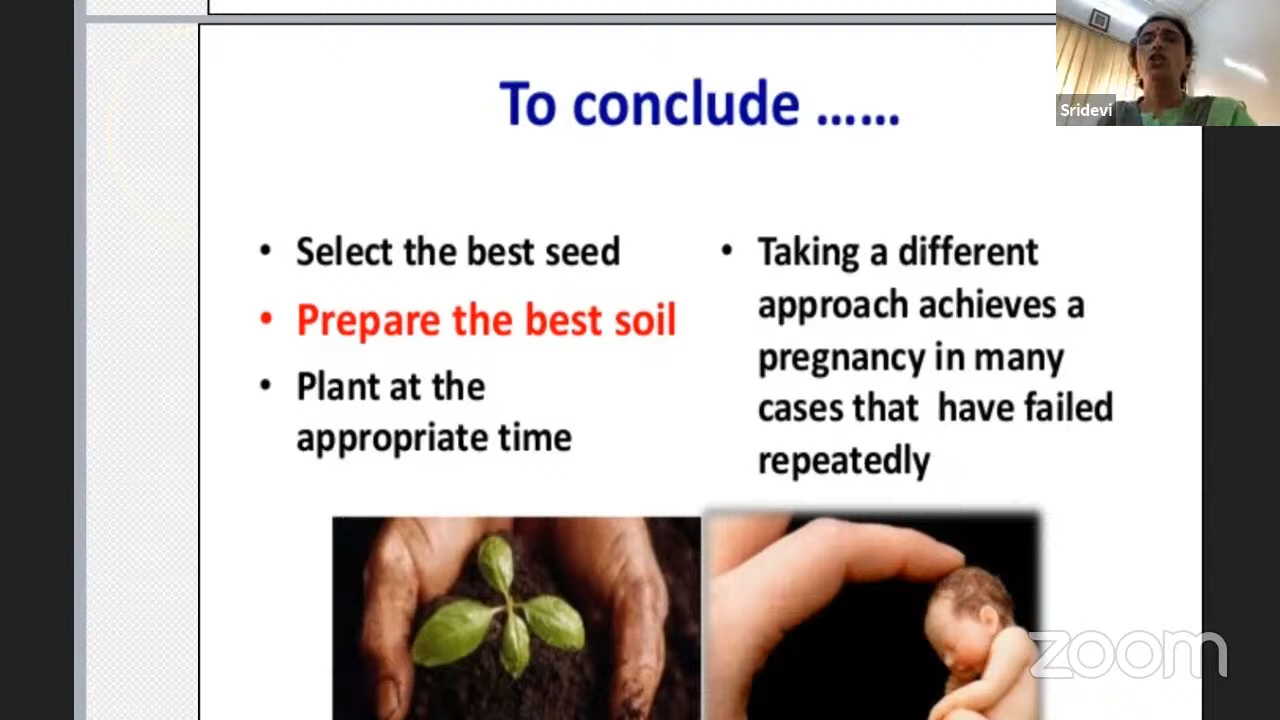 To conclude ......
Sridevi
• Select the best seed
• Prepare the best soil
• Plant at the
appropriate time
• Taking a different
approach achieves a
pregnancy in many
cases that have failed
repeatedly
zoom